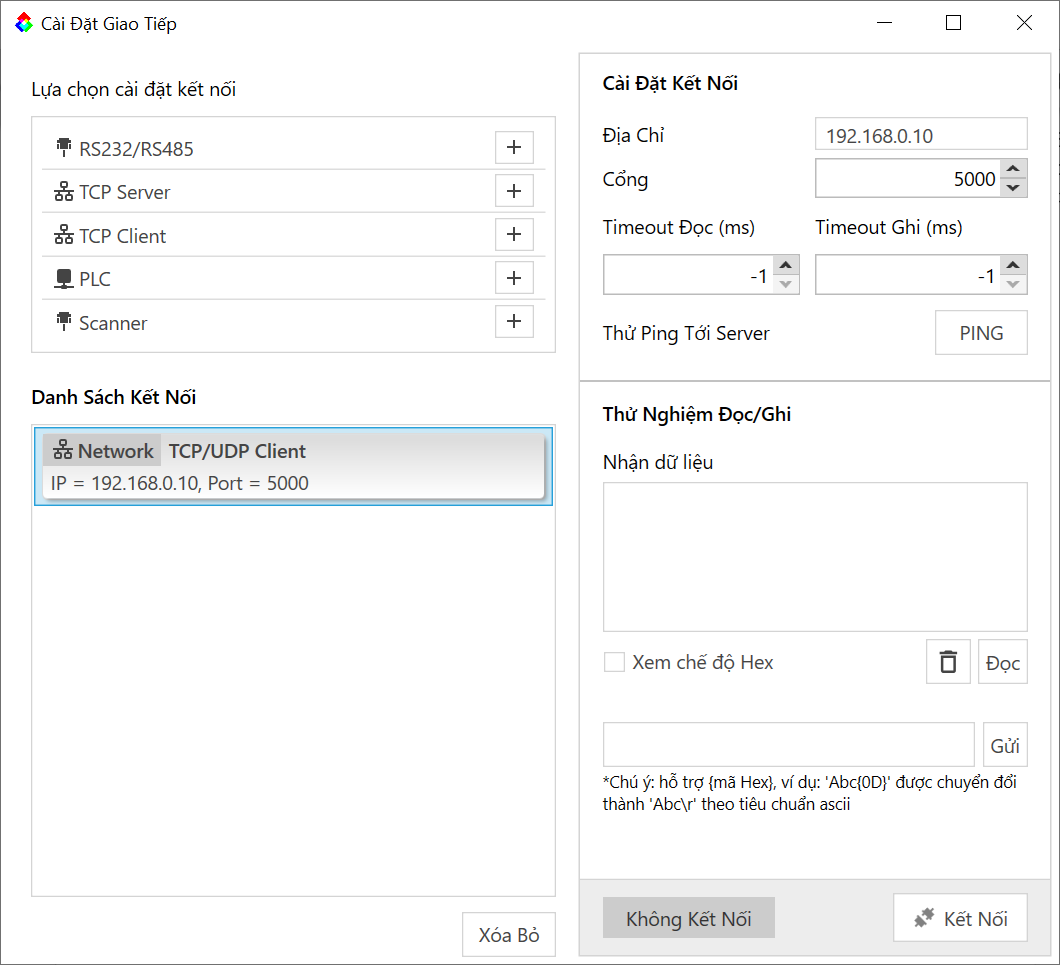 Cài Đặt Giao Tiếp
Lựa chọn cài đặt kết nối
RS232/RS485
TCP Server
TCP Client
PLC
Scanner
Danh Sách Kết Nối
Network TCP/UDP Client
IP = 192.168.0.10, Port = 5000
Xóa Bỏ
Cài Đặt Kết Nối
Địa Chỉ 192.168.0.10
Cổng 5000
Timeout Đọc (ms) Timeout Ghi (ms)
-1 -1
Thử Ping Tới Server PING
Thử Nghiệm Đọc/Ghi
Nhận dữ liệu
Xem chế độ Hex Đọc
Gửi
*Chú ý: hỗ trợ {mã Hex}, ví dụ: 'Abc{0D}' được chuyển đổi
thành 'Abc\r' theo tiêu chuẩn ascii
Không Kết Nối Kết Nối